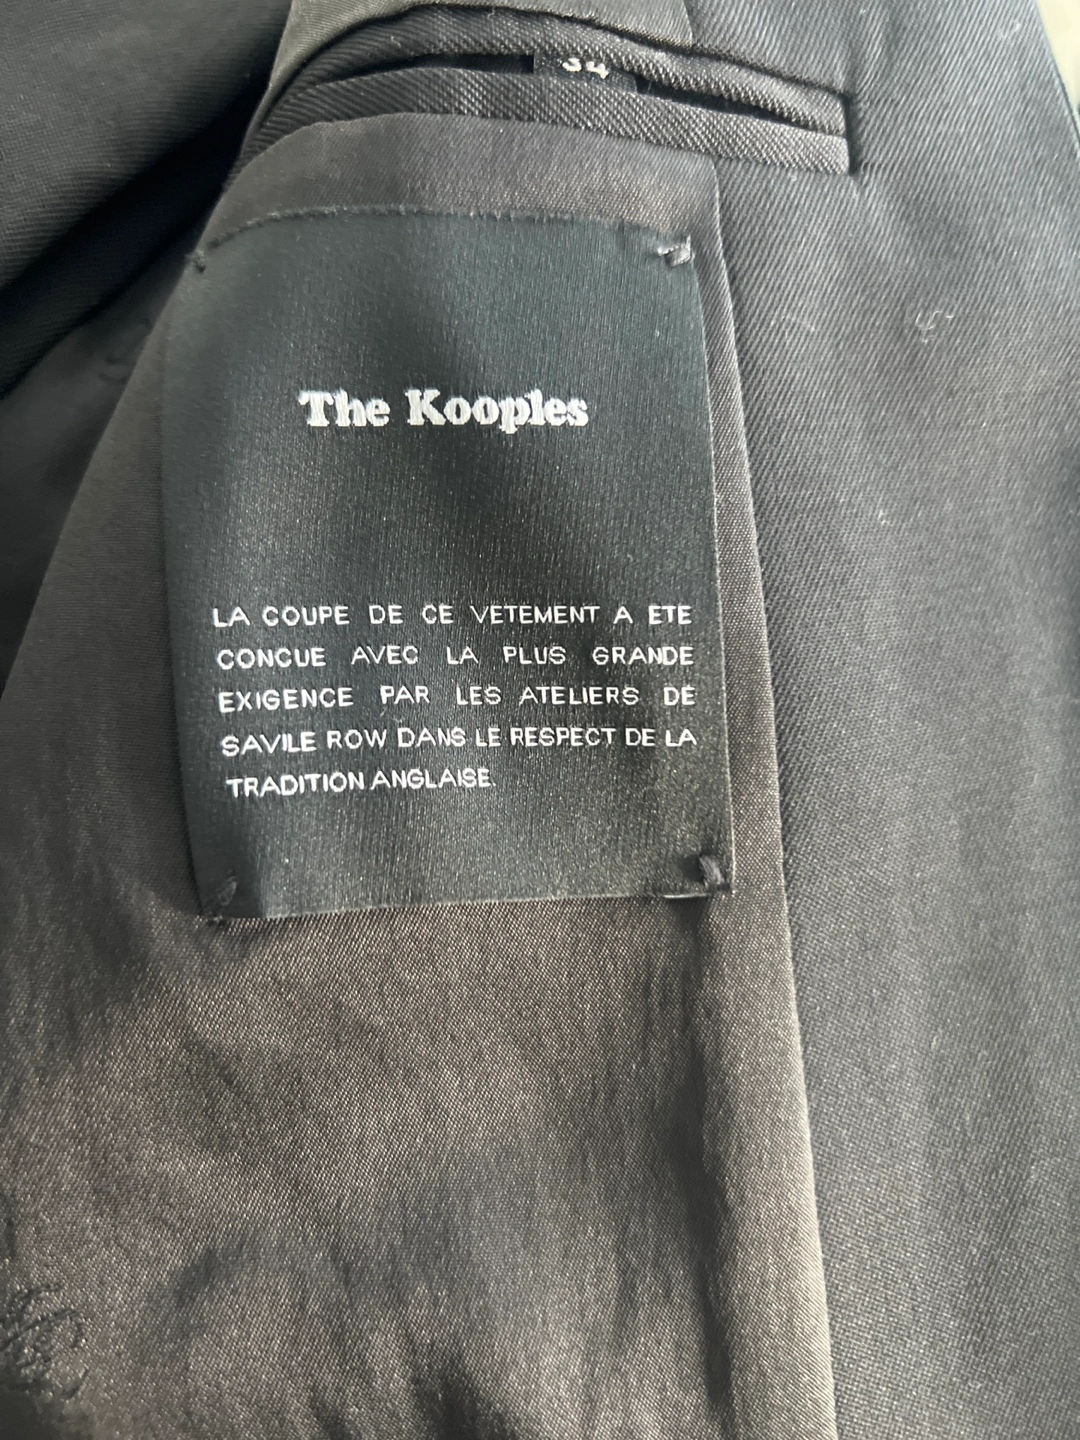 The Kooples
LA COUPE DE CE VETEMENT A ETE
CONCUE AVEC LA PLUS GRANDE
EXIGENCE PAR LES ATELIERS DE
SAVILE ROW DANS LE RESPECT DE LA
TRADITION ANGLAISE.